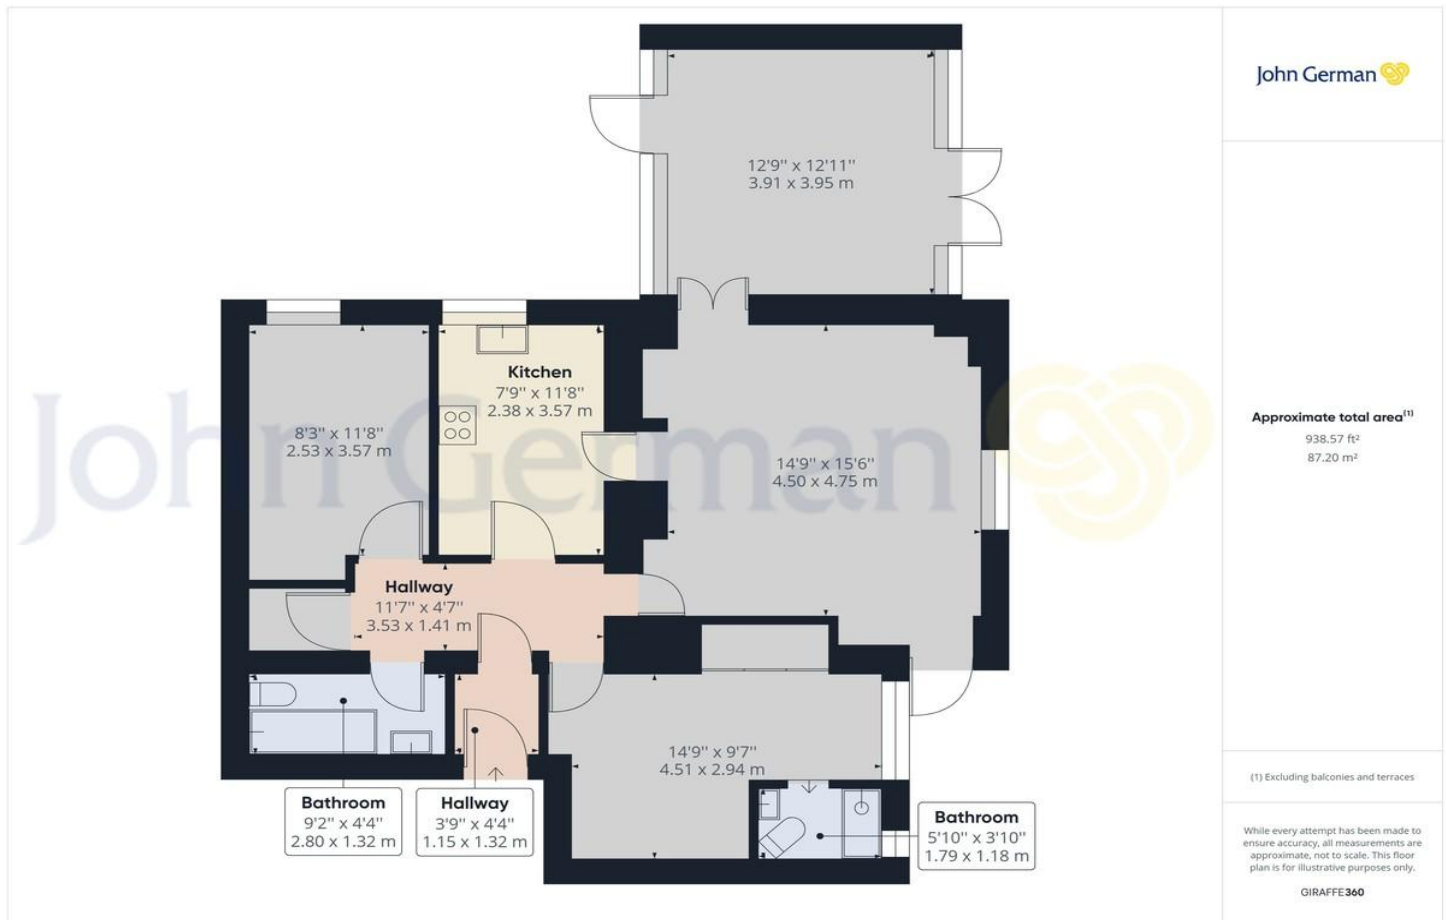 John German
12'9" x 12'11"
3.91 x 3.95 m
Kitchen
7'9" x 11'8"
2.38 x 3.57 m
8'3" x 11'8"
2.53 x 3.57 m
14'9" x 15'6"
4.50 x 4.75 m
Hallway
11'7" x 4'7"
3.53 x 1.41 m
14'9" x 9'7"
4.51 x 2.94 m
Bathroom
9'2" x 4'4"
2.80 x 1.32 m
Hallway
3'9" x 4'4"
1.15 x 1.32 m
Bathroom
5'10" x 3'10"
1.79 x 1.18 m
John German
Approximate total area(1)
938.57 ft²
87.20 m²
(1) Excluding balconies and terraces
While every attempt has been made to
ensure accuracy, all measurements are
approximate, not to scale. This floor
plan is for illustrative purposes only.
GIRAFFE360